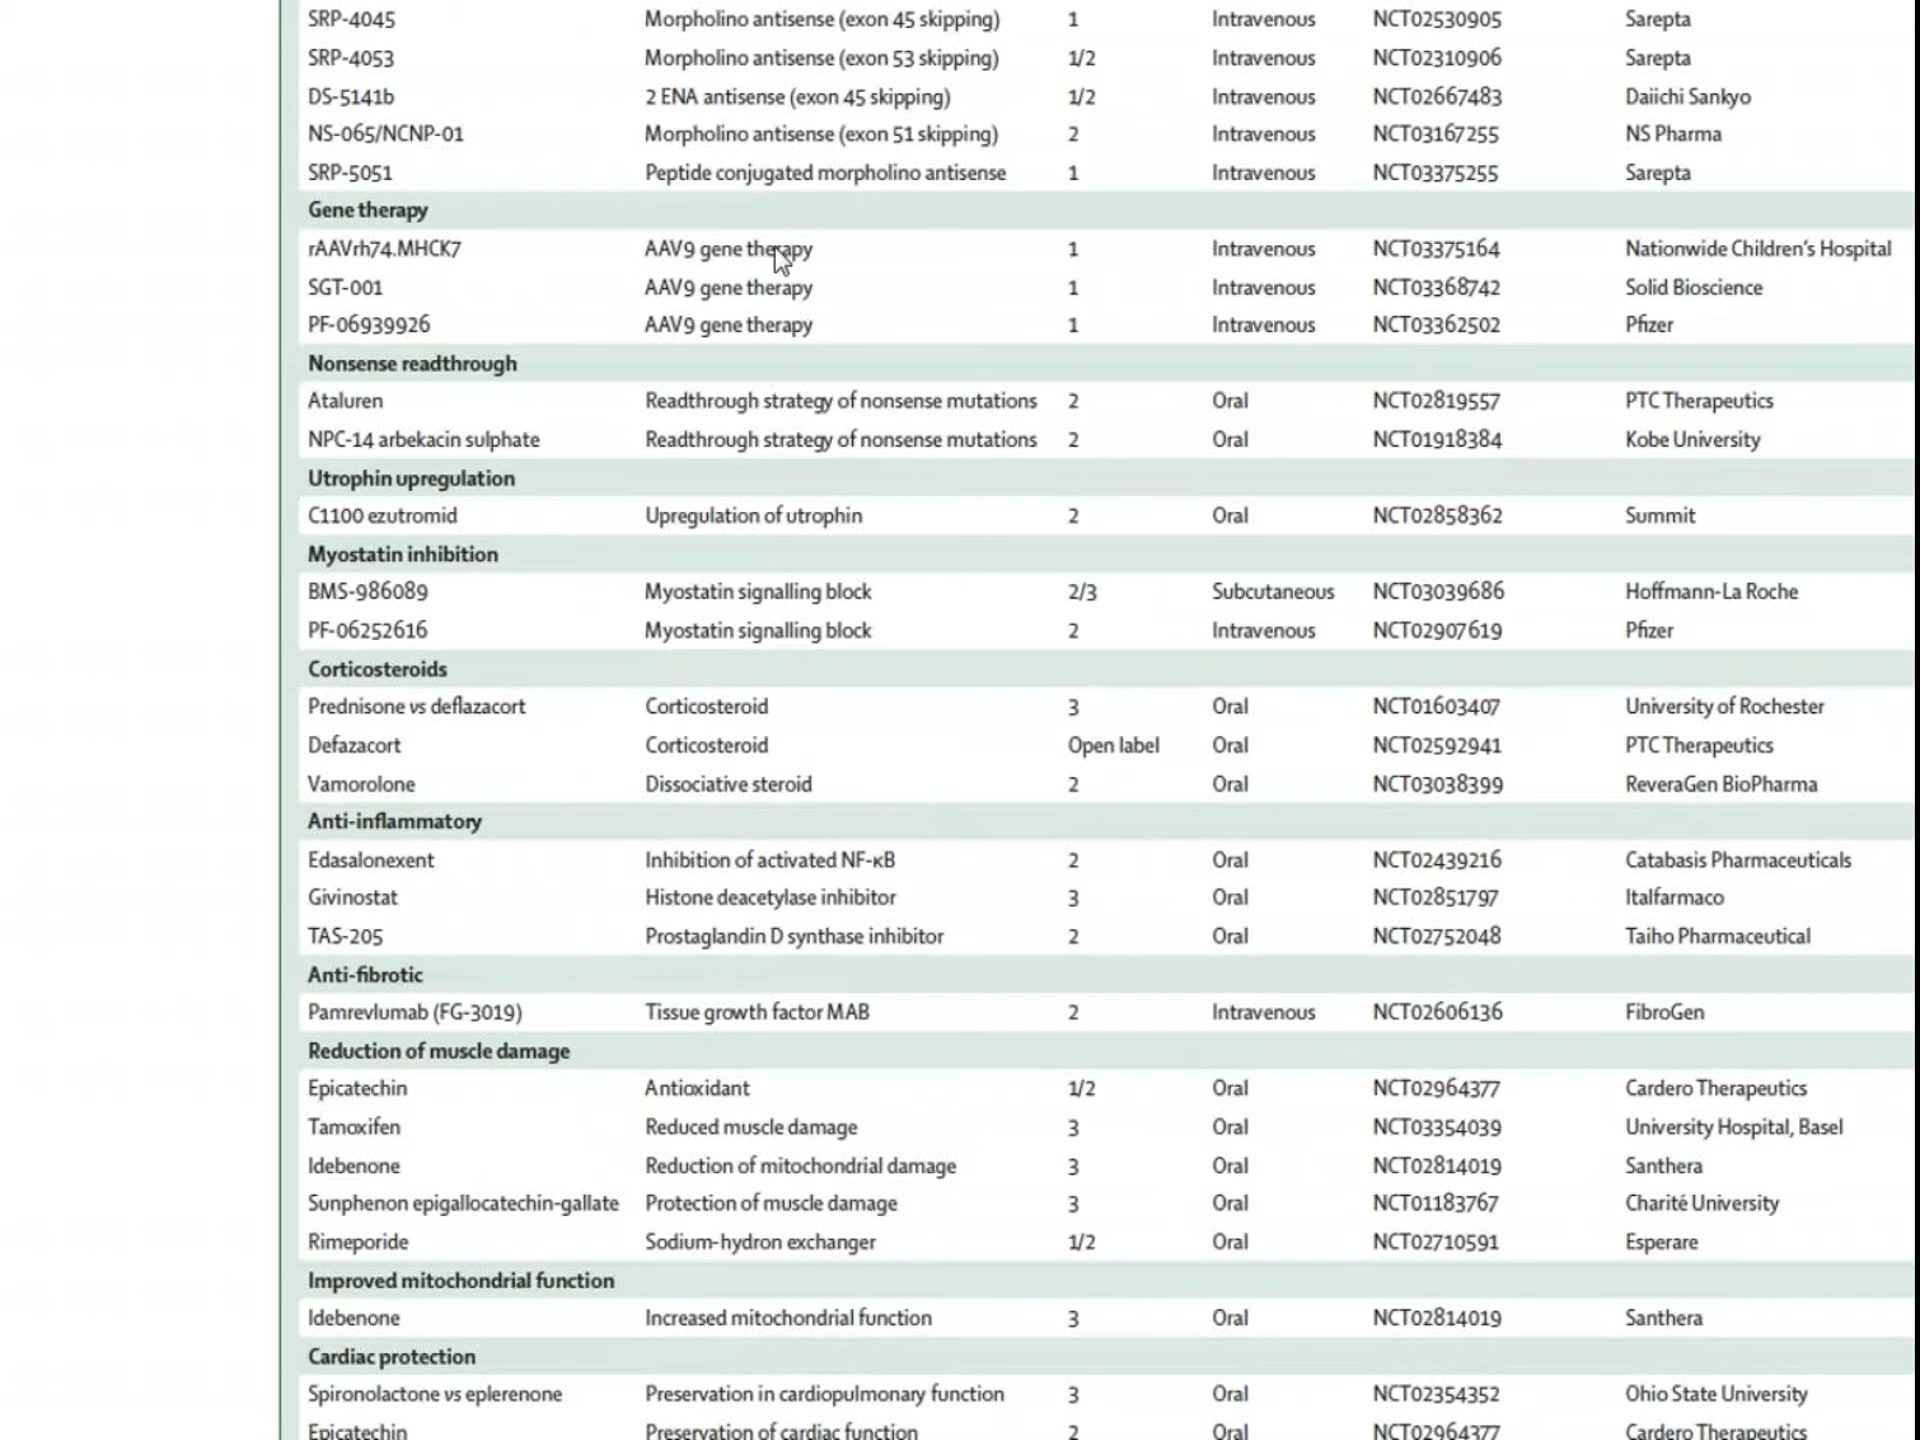 SRP-4045 Morpholino antisense (exon 45 skipping) 1 Intravenous NCT02530905 Sarepta
SRP-4053 Morpholino antisense (exon 53 skipping) 1/2 Intravenous NCT02310906 Sarepta
DS-5141b 2 ENA antisense (exon 45 skipping) 1/2 Intravenous NCT02667483 Daiichi Sankyo
NS-065/NCNP-01 Morpholino antisense (exon 51 skipping) 2 Intravenous NCT03167255 NS Pharma
SRP-5051 Peptide conjugated morpholino antisense 1 Intravenous NCT03375255 Sarepta
Gene therapy
rAAVrh74.MHCK7 AAV9 gene therapy 1 Intravenous NCT03375164 Nationwide Children's Hospital
SGT-001 AAV9 gene therapy 1 Intravenous NCT03368742 Solid Bioscience
PF-06939926 AAV9 gene therapy 1 Intravenous NCT03362502 Pfizer
Nonsense readthrough
Ataluren Readthrough strategy of nonsense mutations 2 Oral NCT02819557 PTC Therapeutics
NPC-14 arbekacin sulphate Readthrough strategy of nonsense mutations 2 Oral NCT01918384 Kobe University
Utrophin upregulation
C1100 ezutromid Upregulation of utrophin 2 Oral NCT02858362 Summit
Myostatin inhibition
BMS-986089 Myostatin signalling block 2/3 Subcutaneous NCT03039686 Hoffmann-La Roche
PF-06252616 Myostatin signalling block 2 Intravenous NCT02907619 Pfizer
Corticosteroids
Prednisone vs deflazacort Corticosteroid 3 Oral NCT01603407 University of Rochester
Defazacort Corticosteroid Open label Oral NCT02592941 PTC Therapeutics
Vamorolone Dissociative steroid 2 Oral NCT03038399 ReveraGen BioPharma
Anti-inflammatory
Edasalonexent Inhibition of activated NF-κB 2 Oral NCT02439216 Catabasis Pharmaceuticals
Givinostat Histone deacetylase inhibitor 3 Oral NCT02851797 Italfarmaco
TAS-205 Prostaglandin D synthase inhibitor 2 Oral NCT02752048 Taiho Pharmaceutical
Anti-fibrotic
Pamrevlumab (FG-3019) Tissue growth factor MAB 2 Intravenous NCT02606136 FibroGen
Reduction of muscle damage
Epicatechin Antioxidant 1/2 Oral NCT02964377 Cardero Therapeutics
Tamoxifen Reduced muscle damage 3 Oral NCT03354039 University Hospital, Basel
Idebenone Reduction of mitochondrial damage 3 Oral NCT02814019 Santhera
Sunphenon epigallocatechin-gallate Protection of muscle damage 3 Oral NCT01183767 Charité University
Rimeporide Sodium-hydron exchanger 1/2 Oral NCT02710591 Esperare
Improved mitochondrial function
Idebenone Increased mitochondrial function 3 Oral NCT02814019 Santhera
Cardiac protection
Spironolactone vs eplerenone Preservation in cardiopulmonary function 3 Oral NCT02354352 Ohio State University
Epicatechin Preservation of cardiac function 2 Oral NCT02964377 Cardero Therapeutics